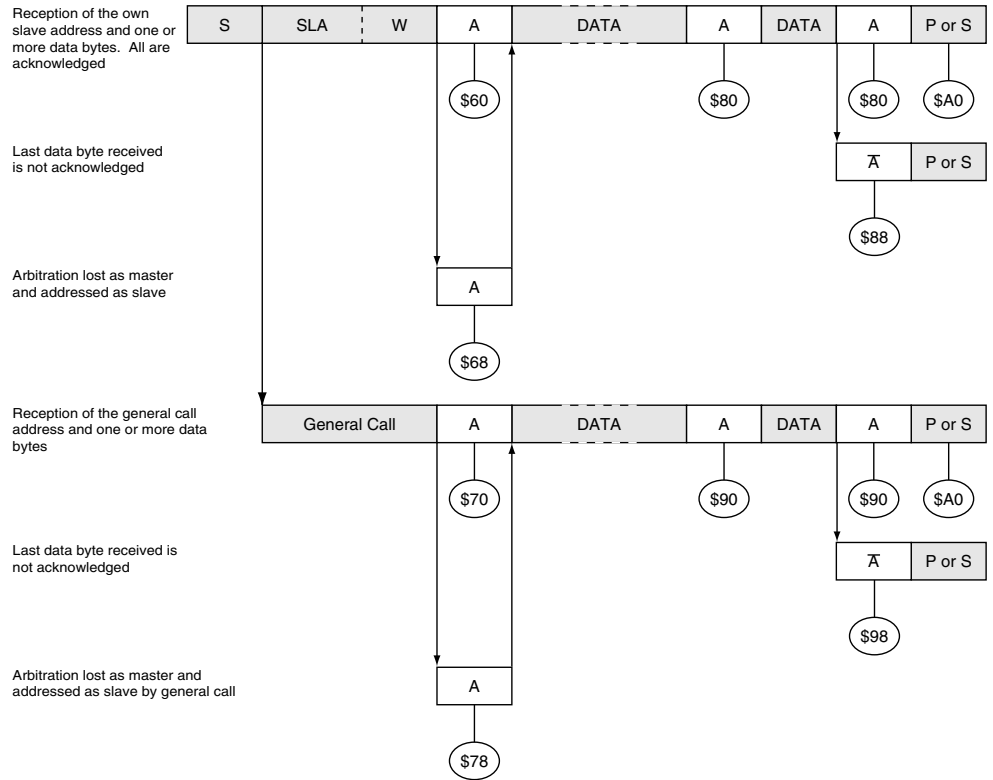 Reception of the own
slave address and one or
more data bytes. All are
acknowledged
S SLA W A DATA A DATA A P or S
$60 $80 $80 $A0
Last data byte received
is not acknowledged
A̅ P or S
$88
Arbitration lost as master
and addressed as slave
A
$68
Reception of the general call
address and one or more data
bytes
General Call A DATA A DATA A P or S
$70 $90 $90 $A0
Last data byte received is
not acknowledged
A̅ P or S
$98
Arbitration lost as master and
addressed as slave by general call
A
$78